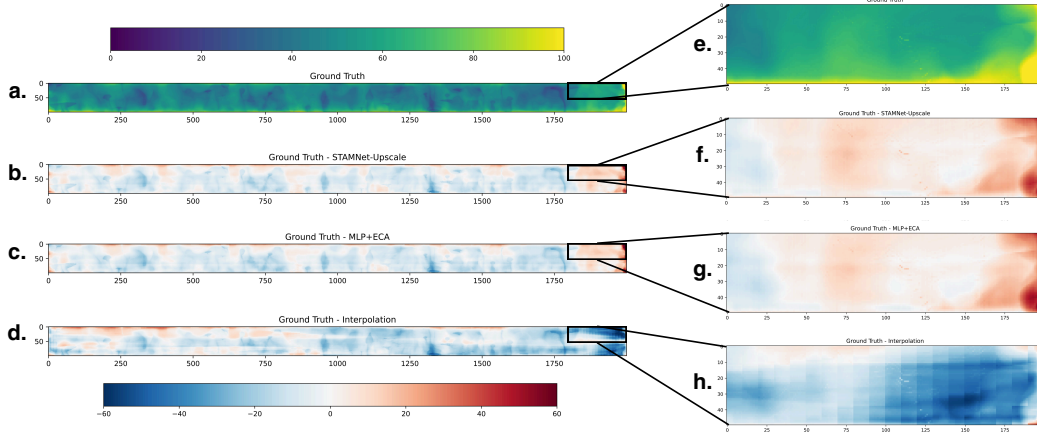 0 20 40 60 80 100
a.
Ground Truth
0
50
0 250 500 750 1000 1250 1500 1750
b.
Ground Truth - STAMNet-Upscale
0
50
0 250 500 750 1000 1250 1500 1750
c.
Ground Truth - MLP+ECA
0
50
0 250 500 750 1000 1250 1500 1750
d.
Ground Truth - Interpolation
0
50
0 250 500 750 1000 1250 1500 1750
−60 −40 −20 0 20 40 60
e.
Ground Truth
0
10
20
30
40
0 25 50 75 100 125 150 175
f.
Ground Truth - STAMNet-Upscale
0
10
20
30
40
0 25 50 75 100 125 150 175
g.
Ground Truth - MLP+ECA
0
10
20
30
40
0 25 50 75 100 125 150 175
h.
Ground Truth - Interpolation
0
10
20
30
40
0 25 50 75 100 125 150 175